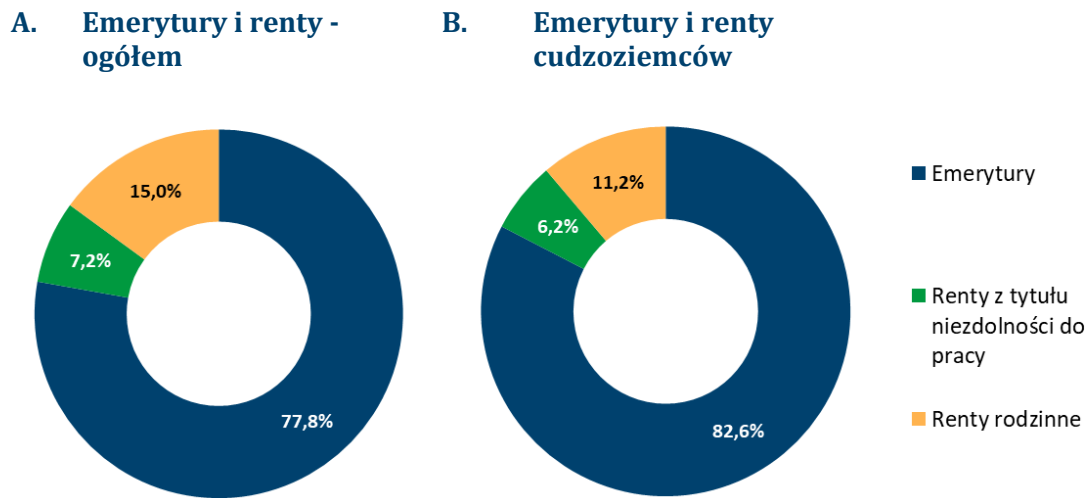 A. Emerytury i renty -
ogółem
B. Emerytury i renty
cudzoziemców
15,0%
7,2%
77,8%
11,2%
6,2%
82,6%
Emerytury
Renty z tytułu
niezdolności do
pracy
Renty rodzinne